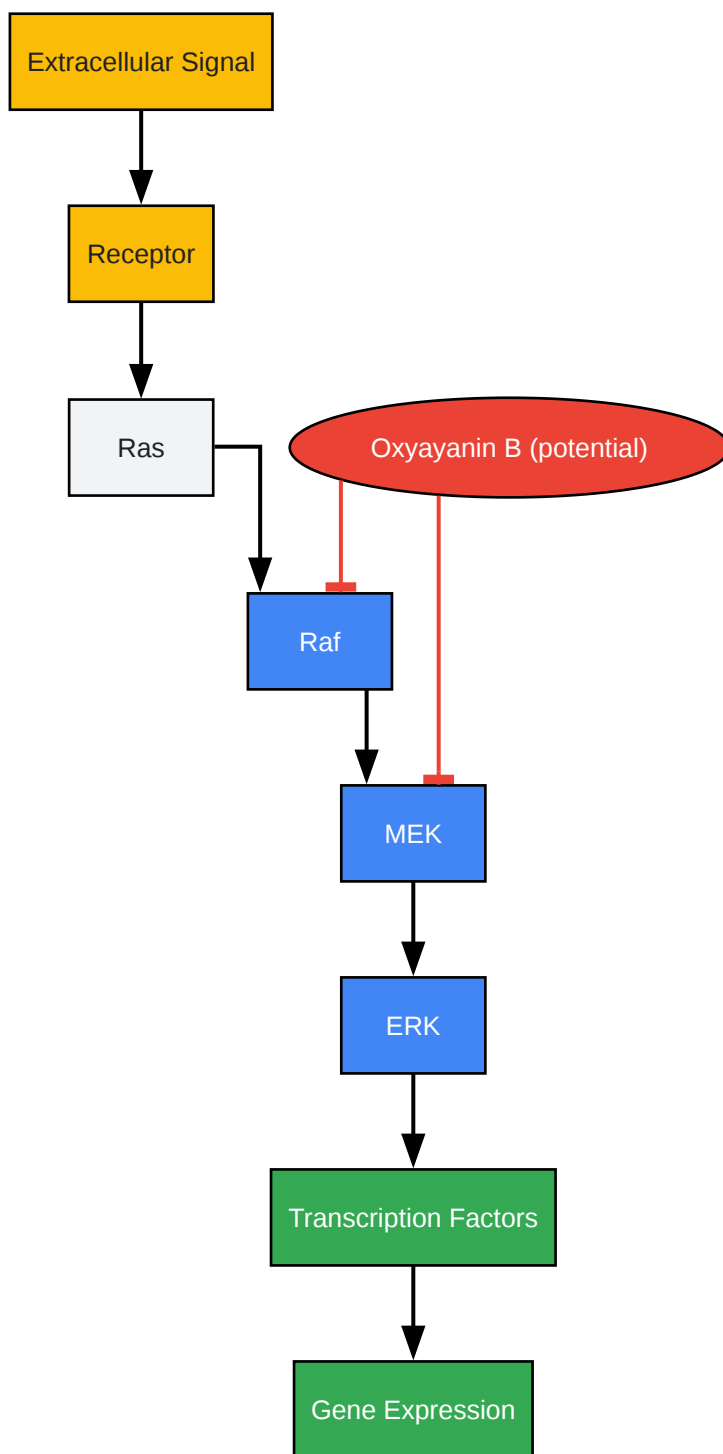 Extracellular Signal
Receptor
Ras
Oxyayanin B (potential)
Raf
MEK
ERK
Transcription Factors
Gene Expression